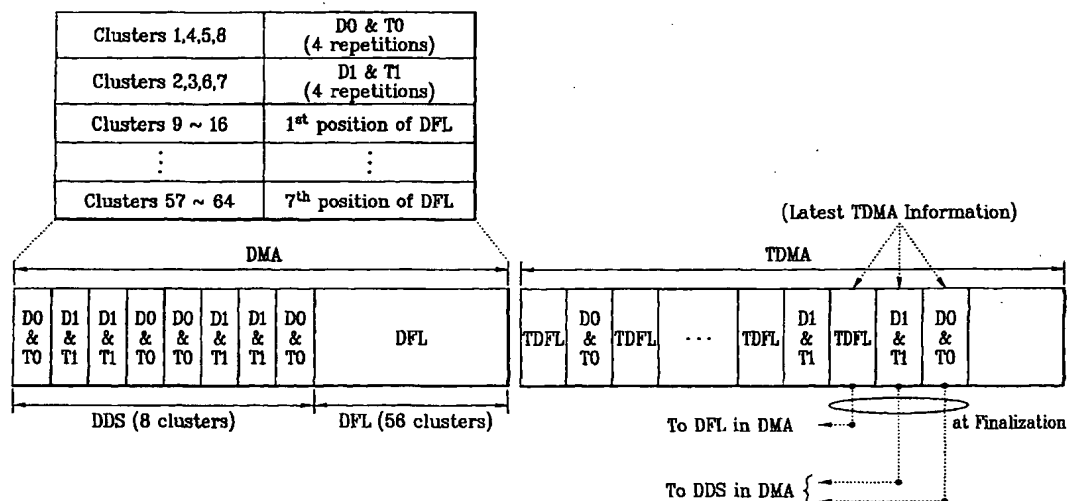 Clusters 1,4,5,8
D0 & T0
(4 repetitions)
Clusters 2,3,6,7
D1 & T1
(4 repetitions)
Clusters 9 ~ 16
1st position of DFL
⋮
⋮
Clusters 57 ~ 64
7th position of DFL
(Latest TDMA Information)
DMA
TDMA
D0 & T0
D1 & T1
D1 & T1
D0 & T0
D0 & T0
D1 & T1
D1 & T1
D0 & T0
DFL
TDFL
D0 & T0
TDFL
...
TDFL
D1 & T1
TDFL
D1 & T1
D0 & T0
DDS (8 clusters)
DFL (56 clusters)
To DFL in DMA
at Finalization
To DDS in DMA {